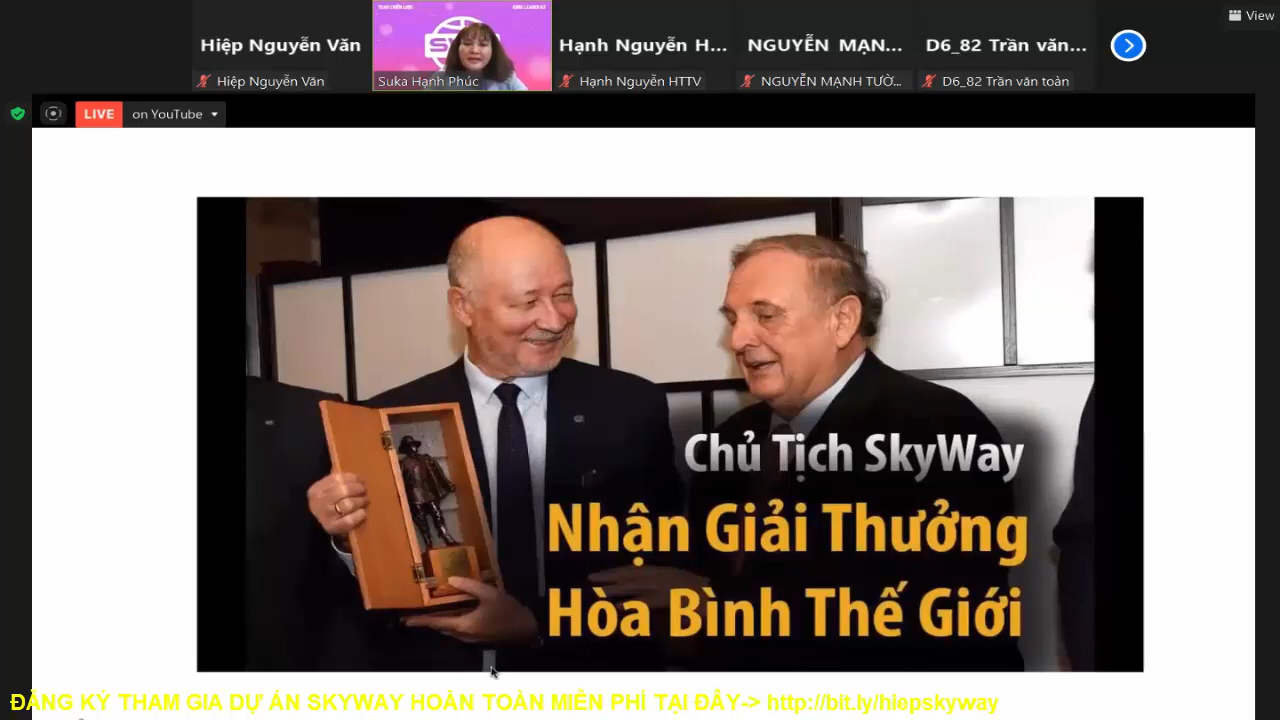 View
Hiệp Nguyễn Văn
Hạnh Nguyễn H...
NGUYỄN MẠN...
D6_82 Trần văn...
Hiệp Nguyễn Văn
Suka Hạnh Phúc
Hạnh Nguyễn HTTV
NGUYỄN MẠNH TƯỜ...
D6_82 Trần văn toàn
LIVE on YouTube
Chủ Tịch SkyWay
Nhận Giải Thưởng
Hòa Bình Thế Giới
ĐĂNG KÝ THAM GIA DỰ ÁN SKYWAY HOÀN TOÀN MIỄN PHÍ TẠI ĐÂY-> http://bit.ly/hiepskyway